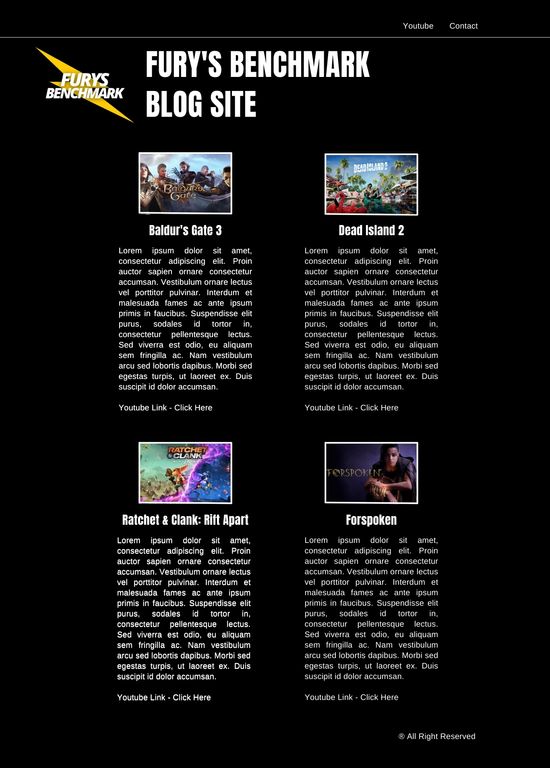 Youtube Contact
FURYS
BENCHMARK
FURY'S BENCHMARK
BLOG SITE
Baldur's Gate
Baldur's Gate 3
Lorem ipsum dolor sit amet,
consectetur adipiscing elit. Proin
auctor sapien ornare consectetur
accumsan. Vestibulum ornare lectus
vel porttitor pulvinar. Interdum et
malesuada fames ac ante ipsum
primis in faucibus. Suspendisse elit
purus, sodales id tortor in,
consectetur pellentesque lectus.
Sed viverra est odio, eu aliquam
sem fringilla ac. Nam vestibulum
arcu sed lobortis dapibus. Morbi sed
egestas turpis, ut laoreet ex. Duis
suscipit id dolor accumsan.
Youtube Link - Click Here
DEAD ISLAND 2
Dead Island 2
Lorem ipsum dolor sit amet,
consectetur adipiscing elit. Proin
auctor sapien ornare consectetur
accumsan. Vestibulum ornare lectus
vel porttitor pulvinar. Interdum et
malesuada fames ac ante ipsum
primis in faucibus. Suspendisse elit
purus, sodales id tortor in,
consectetur pellentesque lectus.
Sed viverra est odio, eu aliquam
sem fringilla ac. Nam vestibulum
arcu sed lobortis dapibus. Morbi sed
egestas turpis, ut laoreet ex. Duis
suscipit id dolor accumsan.
Youtube Link - Click Here
RATCHET
& CLANK
Ratchet & Clank: Rift Apart
Lorem ipsum dolor sit amet,
consectetur adipiscing elit. Proin
auctor sapien ornare consectetur
accumsan. Vestibulum ornare lectus
vel porttitor pulvinar. Interdum et
malesuada fames ac ante ipsum
primis in faucibus. Suspendisse elit
purus, sodales id tortor in,
consectetur pellentesque lectus.
Sed viverra est odio, eu aliquam
sem fringilla ac. Nam vestibulum
arcu sed lobortis dapibus. Morbi sed
egestas turpis, ut laoreet ex. Duis
suscipit id dolor accumsan.
Youtube Link - Click Here
FORSPOKEN
Forspoken
Lorem ipsum dolor sit amet,
consectetur adipiscing elit. Proin
auctor sapien ornare consectetur
accumsan. Vestibulum ornare lectus
vel porttitor pulvinar. Interdum et
malesuada fames ac ante ipsum
primis in faucibus. Suspendisse elit
purus, sodales id tortor in,
consectetur pellentesque lectus.
Sed viverra est odio, eu aliquam
sem fringilla ac. Nam vestibulum
arcu sed lobortis dapibus. Morbi sed
egestas turpis, ut laoreet ex. Duis
suscipit id dolor accumsan.
Youtube Link - Click Here
® All Right Reserved